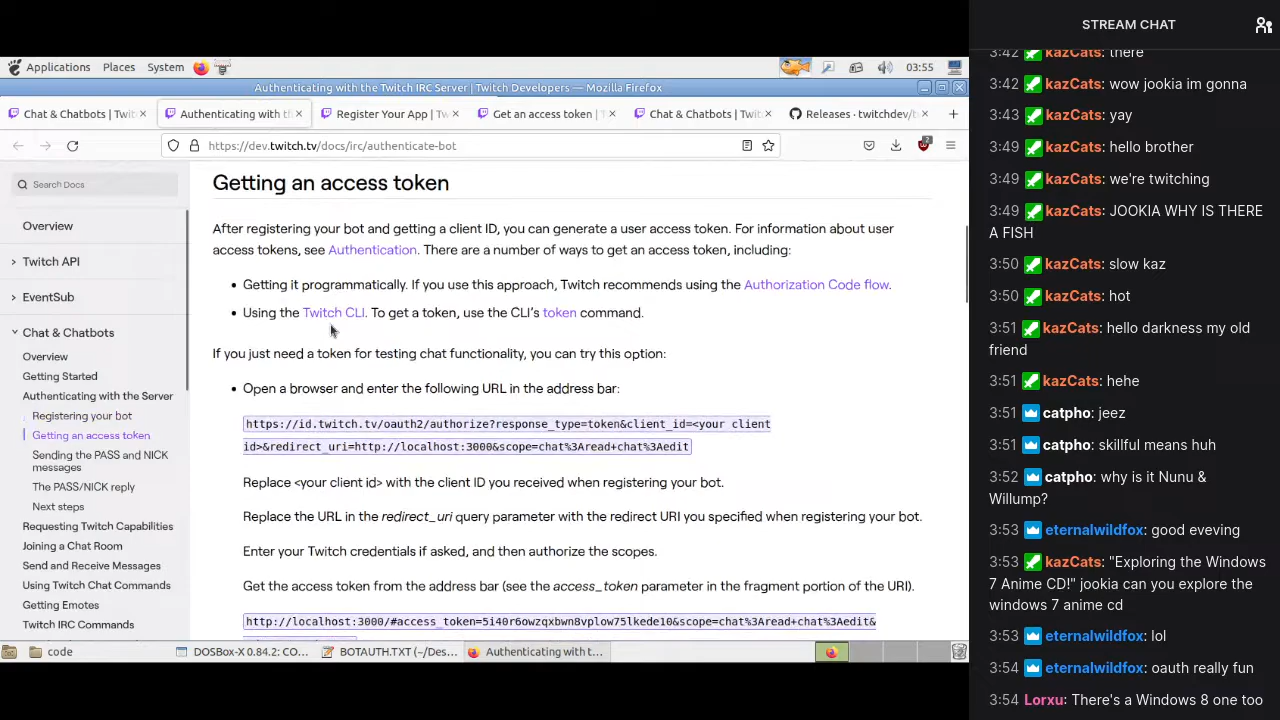 STREAM CHAT
Applications Places System 03:55
Authenticating with the Twitch IRC Server | Twitch Developers — Mozilla Firefox
Chat & Chatbots | Twi
Authenticating with th
Register Your App | Tw
Get an access token |
Chat & Chatbots | Twit
Releases · twitchdev/t
https://dev.twitch.tv/docs/irc/authenticate-bot
2
Search Docs
Overview
Twitch API
EventSub
Chat & Chatbots
Overview
Getting Started
Authenticating with the Server
Registering your bot
Getting an access token
Sending the PASS and NICK
messages
The PASS/NICK reply
Next steps
Requesting Twitch Capabilities
Joining a Chat Room
Send and Receive Messages
Using Twitch Chat Commands
Getting Emotes
Twitch IRC Commands
Getting an access token
After registering your bot and getting a client ID, you can generate a user access token. For information about user
access tokens, see Authentication. There are a number of ways to get an access token, including:
Getting it programmatically. If you use this approach, Twitch recommends using the Authorization Code flow.
Using the Twitch CLI. To get a token, use the CLI's token command.
If you just need a token for testing chat functionality, you can try this option:
Open a browser and enter the following URL in the address bar:
https://id.twitch.tv/oauth2/authorize?response_type=token&client_id=<your client
id>&redirect_uri=http://localhost:3000&scope=chat%3Aread+chat%3Aedit
Replace <your client id> with the client ID you received when registering your bot.
Replace the URL in the redirect_uri query parameter with the redirect URI you specified when registering your bot.
Enter your Twitch credentials if asked, and then authorize the scopes.
Get the access token from the address bar (see the access_token parameter in the fragment portion of the URI).
http://localhost:3000/#access_token=5i40r6owzqxbwn8vplow75lkede10&scope=chat%3Aread+chat%3Aedit&
code
DOSBox-X 0.84.2: CO...
BOTAUTH.TXT (~/Des...
Authenticating with t...
3:42 kazCats: there
3:42 kazCats: wow jookia im gonna
3:43 kazCats: yay
3:49 kazCats: hello brother
3:49 kazCats: we're twitching
3:49 kazCats: JOOKIA WHY IS THERE
A FISH
3:50 kazCats: slow kaz
3:50 kazCats: hot
3:51 kazCats: hello darkness my old
friend
3:51 kazCats: hehe
3:51 catpho: jeez
3:51 catpho: skillful means huh
3:52 catpho: why is it Nunu &
Willump?
3:53 eternalwildfox: good eveving
3:53 kazCats: "Exploring the Windows
7 Anime CD!" jookia can you explore the
windows 7 anime cd
3:53 eternalwildfox: lol
3:54 eternalwildfox: oauth really fun
3:54 Lorxu: There's a Windows 8 one too